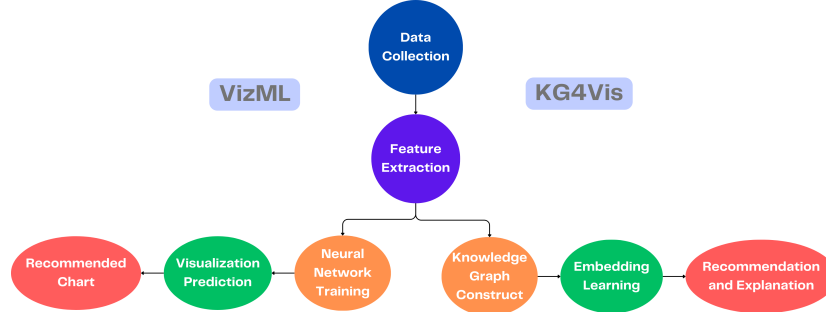 Data
Collection
VizML
KG4Vis
Feature
Extraction
Recommended
Chart
Visualization
Prediction
Neural
Network
Training
Knowledge
Graph
Construct
Embedding
Learning
Recommendation
and Explanation